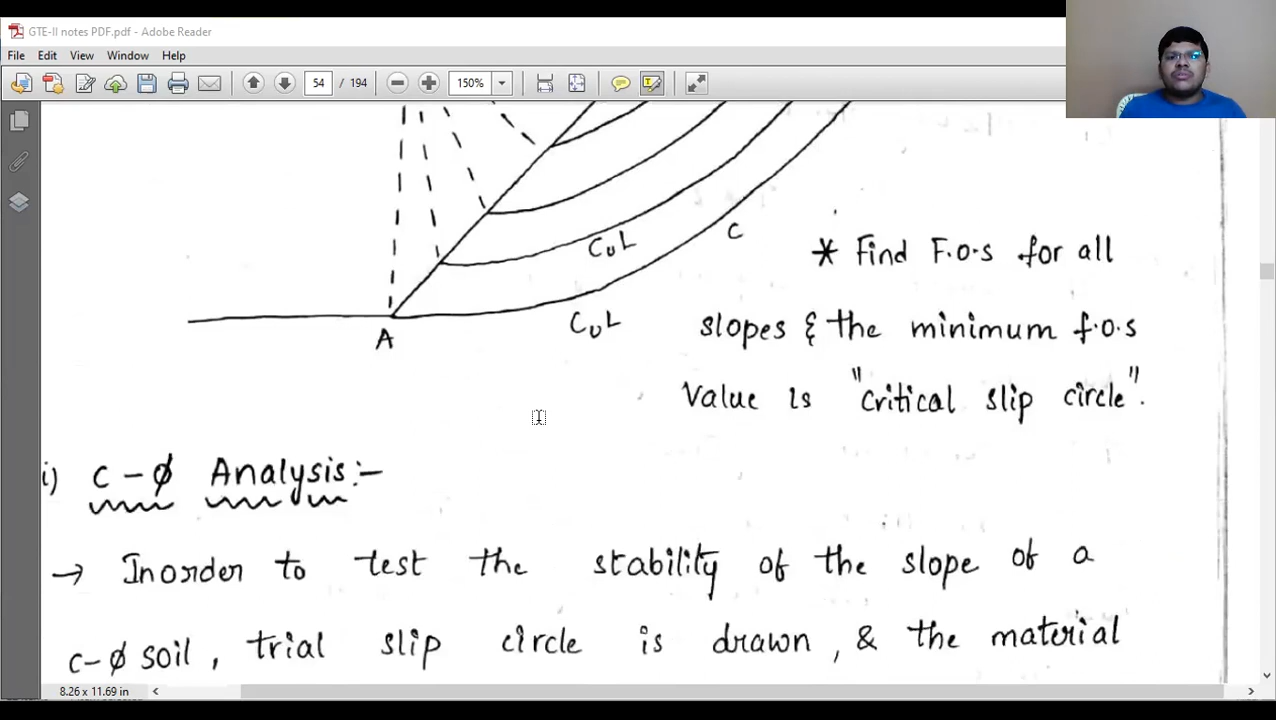 GTE-II notes PDF.pdf - Adobe Reader
File Edit View Window Help
54 / 194 150%
C
CuL
CuL
A
* Find F.o.s for all
slopes & the minimum f.o.s
Value is "critical slip circle".
i) c-ø Analysis:-
→ Inorder to test the stability of the slope of a
c-ø soil, trial slip circle is drawn, & the material
8.26 x 11.69 in